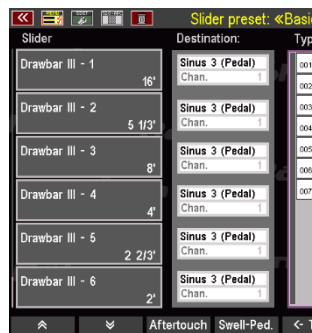 Slider preset: «Basi
Slider
Destination:
Typ
Drawbar III - 1
16'
Sinus 3 (Pedal)
Chan. 1
001
002
Drawbar III - 2
5 1/3'
Sinus 3 (Pedal)
Chan. 1
003
004
Drawbar III - 3
8'
Sinus 3 (Pedal)
Chan. 1
005
006
Drawbar III - 4
4'
Sinus 3 (Pedal)
Chan. 1
007
Drawbar III - 5
2 2/3'
Sinus 3 (Pedal)
Chan. 1
Drawbar III - 6
2'
Sinus 3 (Pedal)
Chan. 1
Aftertouch
Swell-Ped.
<- T